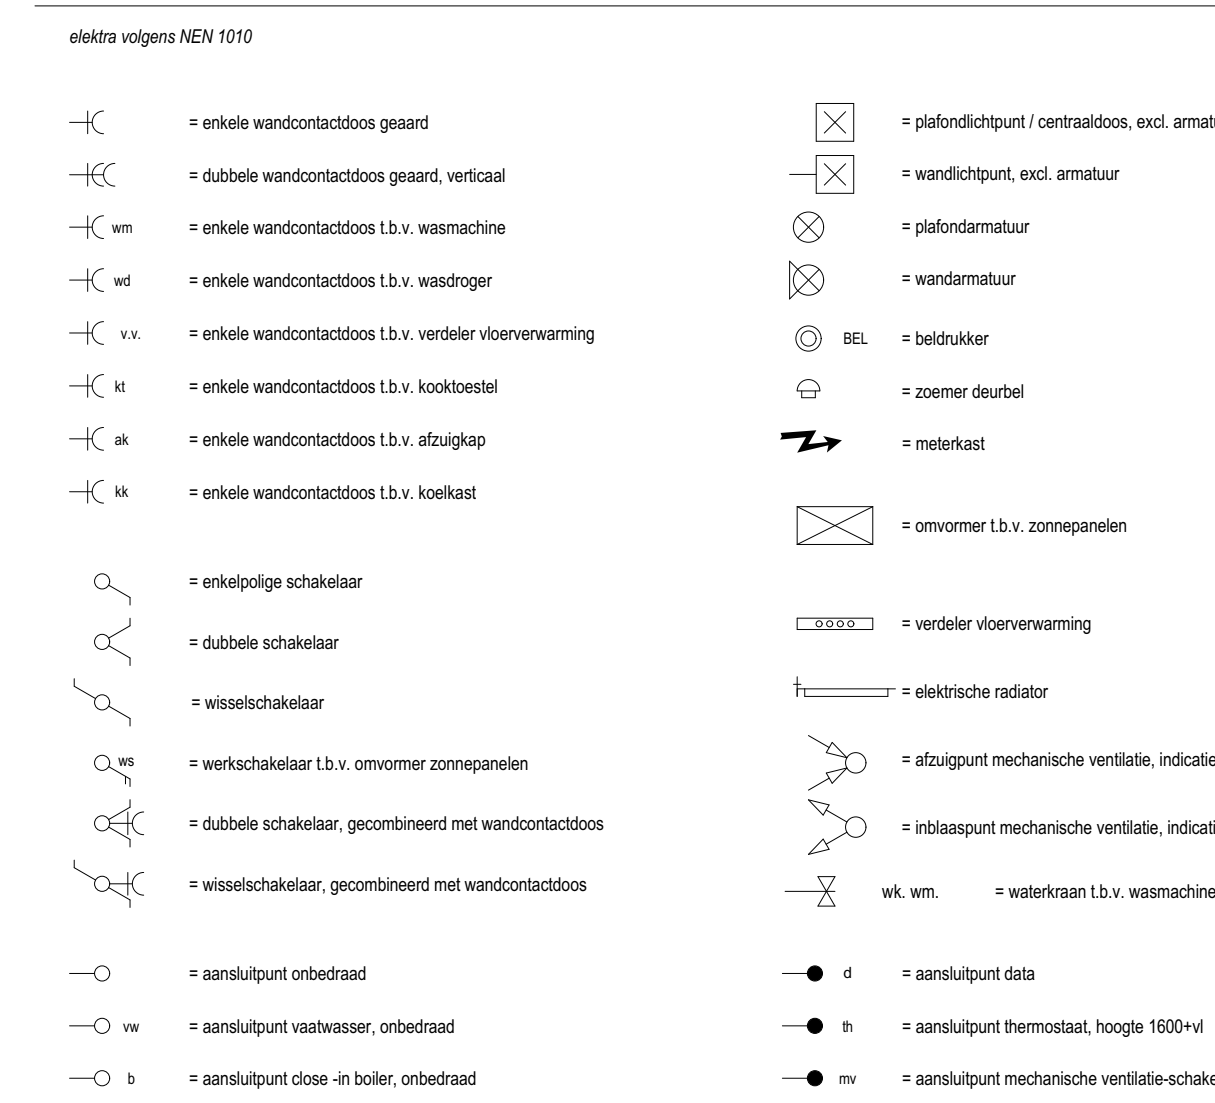 elektra volgens NEN 1010
= enkele wandcontactdoos geaard
= dubbele wandcontactdoos geaard, verticaal
wm = enkele wandcontactdoos t.b.v. wasmachine
wd = enkele wandcontactdoos t.b.v. wasdroger
v.v. = enkele wandcontactdoos t.b.v. verdeler vloerverwarming
kt = enkele wandcontactdoos t.b.v. kooktoestel
ak = enkele wandcontactdoos t.b.v. afzuigkap
kk = enkele wandcontactdoos t.b.v. koelkast
= enkelpolige schakelaar
= dubbele schakelaar
= wisselschakelaar
ws = werkschakelaar t.b.v. omvormer zonnepanelen
= dubbele schakelaar, gecombineerd met wandcontactdoos
= wisselschakelaar, gecombineerd met wandcontactdoos
= aansluitpunt onbedraad
vw = aansluitpunt vaatwasser, onbedraad
b = aansluitpunt close -in boiler, onbedraad
= plafondlichtpunt / centraaldoos, excl.
= wandlichtpunt, excl. armatuur
= plafondarmatuur
= wandarmatuur
BEL = beldrukker
= zoemer deurbel
= meterkast
= omvormer t.b.v. zonnepanelen
= verdeler vloerverwarming
= elektrische radiator
= afzuigpunt mechanische ventilatie, indicatie
= inblaaspunt mechanische ventilatie,
wk. wm. = waterkraan t.b.v. wasmachine
d = aansluitpunt data
th = aansluitpunt thermostaat, hoogte 1600+vl
mv = aansluitpunt mechanische